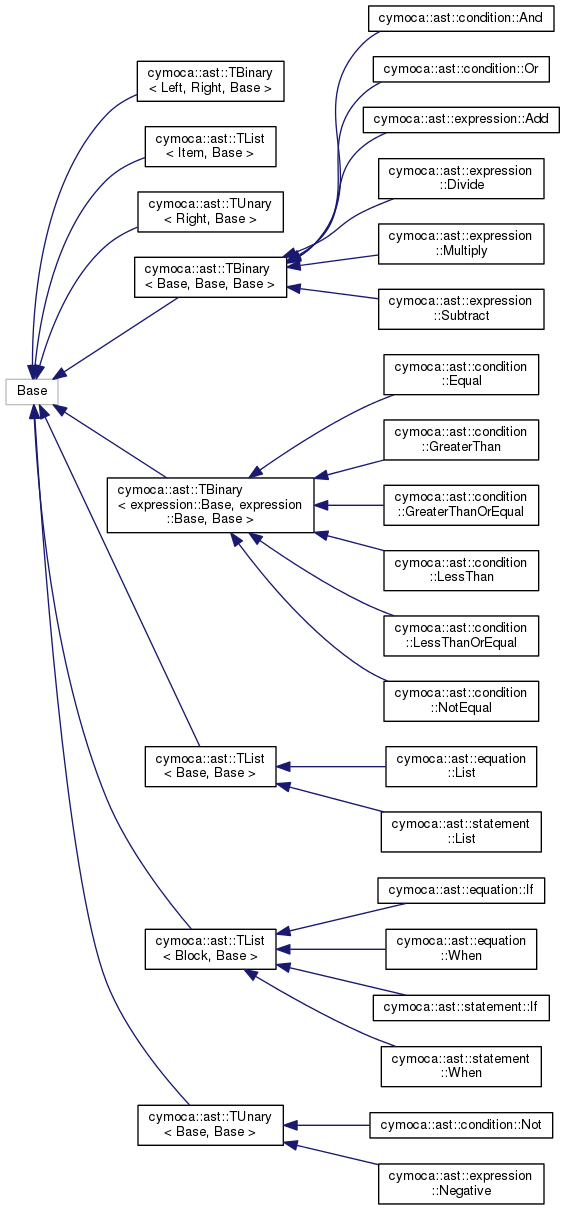 cymoca::ast::condition::And
cymoca::ast::TBinary
< Left, Right, Base >
cymoca::ast::condition::Or
cymoca::ast::expression::Add
cymoca::ast::TList
< Item, Base >
cymoca::ast::expression
::Divide
cymoca::ast::TUnary
< Right, Base >
cymoca::ast::expression
::Multiply
cymoca::ast::TBinary
< Base, Base, Base >
cymoca::ast::expression
::Subtract
Base
cymoca::ast::condition
::Equal
cymoca::ast::condition
::GreaterThan
cymoca::ast::TBinary
< expression::Base, expression
::Base, Base >
cymoca::ast::condition
::GreaterThanOrEqual
cymoca::ast::condition
::LessThan
cymoca::ast::condition
::LessThanOrEqual
cymoca::ast::condition
::NotEqual
cymoca::ast::TList
< Base, Base >
cymoca::ast::equation
::List
cymoca::ast::statement
::List
cymoca::ast::equation::If
cymoca::ast::TList
< Block, Base >
cymoca::ast::equation
::When
cymoca::ast::statement::If
cymoca::ast::statement
::When
cymoca::ast::TUnary
< Base, Base >
cymoca::ast::condition::Not
cymoca::ast::expression
::Negative